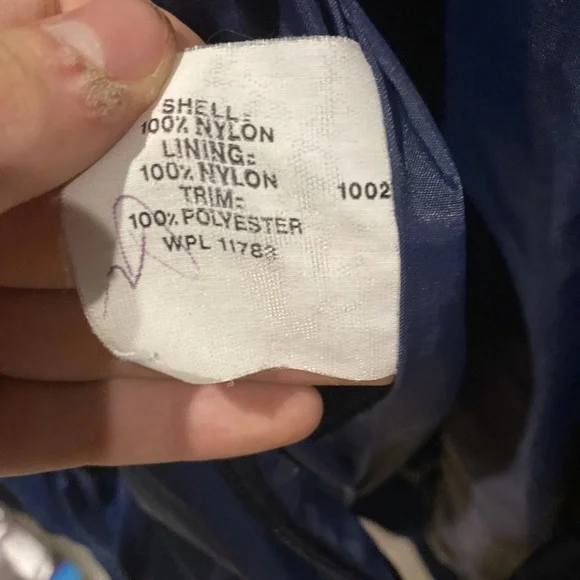 SHELL:
100% NYLON
LINING:
100% NYLON
TRIM:
100% POLYESTER
WPL 11783
1002